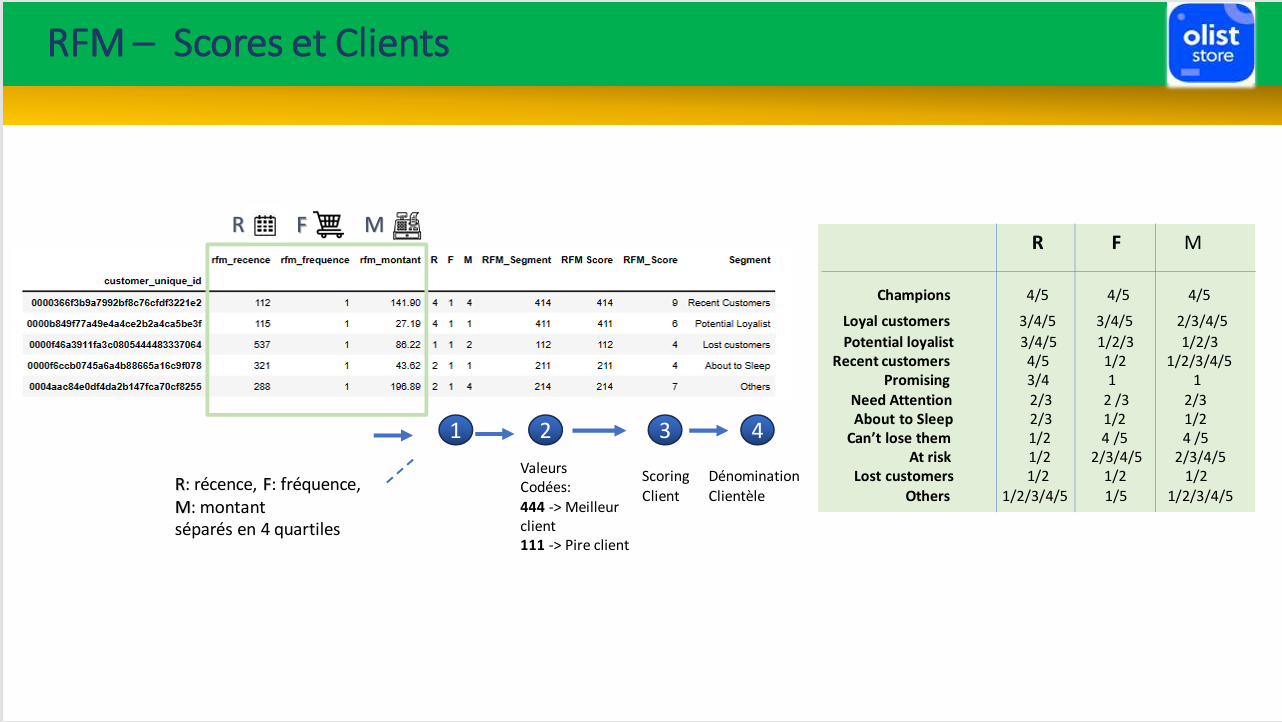 RFM – Scores et Clients
olist
store
R F M
rfm_recence rfm_frequence rfm_montant R F M RFM_Segment RFM Score RFM_Score Segment
customer_unique_id
0000366f3b9a7992bf8c76cfdf3221e2 112 1 141.90 4 1 4 414 414 9 Recent Customers
0000b849f77a49e4a4ce2b2a4ca5be3f 115 1 27.19 4 1 1 411 411 6 Potential Loyalist
0000f46a3911fa3c0805444483337064 537 1 86.22 1 1 2 112 112 4 Lost customers
0000f6ccb0745a6a4b88665a16c9f078 321 1 43.62 2 1 1 211 211 4 About to Sleep
0004aac84e0df4da2b147fca70cf8255 288 1 196.89 2 1 4 214 214 7 Others
1 2 3 4
R: récence, F: fréquence,
M: montant
séparés en 4 quartiles
Valeurs
Codées:
444 -> Meilleur
client
111 -> Pire client
Scoring
Client
Dénomination
Clientèle
R F M
Champions 4/5 4/5 4/5
Loyal customers 3/4/5 3/4/5 2/3/4/5
Potential loyalist 3/4/5 1/2/3 1/2/3
Recent customers 4/5 1/2 1/2/3/4/5
Promising 3/4 1 1
Need Attention 2/3 2 /3 2/3
About to Sleep 2/3 1/2 1/2
Can’t lose them 1/2 4 /5 4 /5
At risk 1/2 2/3/4/5 2/3/4/5
Lost customers 1/2 1/2 1/2
Others 1/2/3/4/5 1/5 1/2/3/4/5